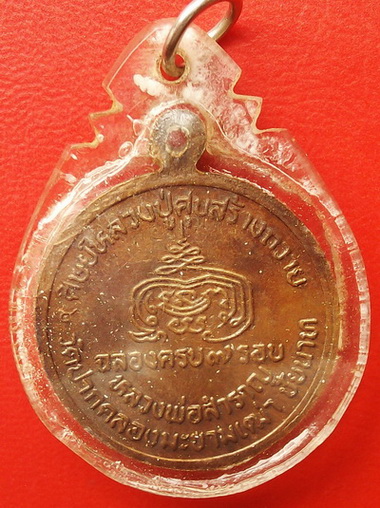 ศิษย์หลวงปู่ศุขสร้างถวาย
ฉลองครบ๗รอบ
หลวงพ่อสำราญ
วัดปากคลองมะขามเฒ่า ชัยนาท